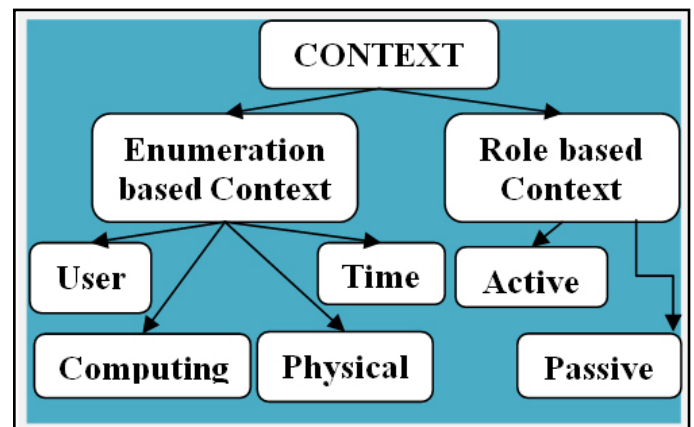 CONTEXT
Enumeration
based Context
Role based
Context
User
Time
Active
Computing
Physical
Passive